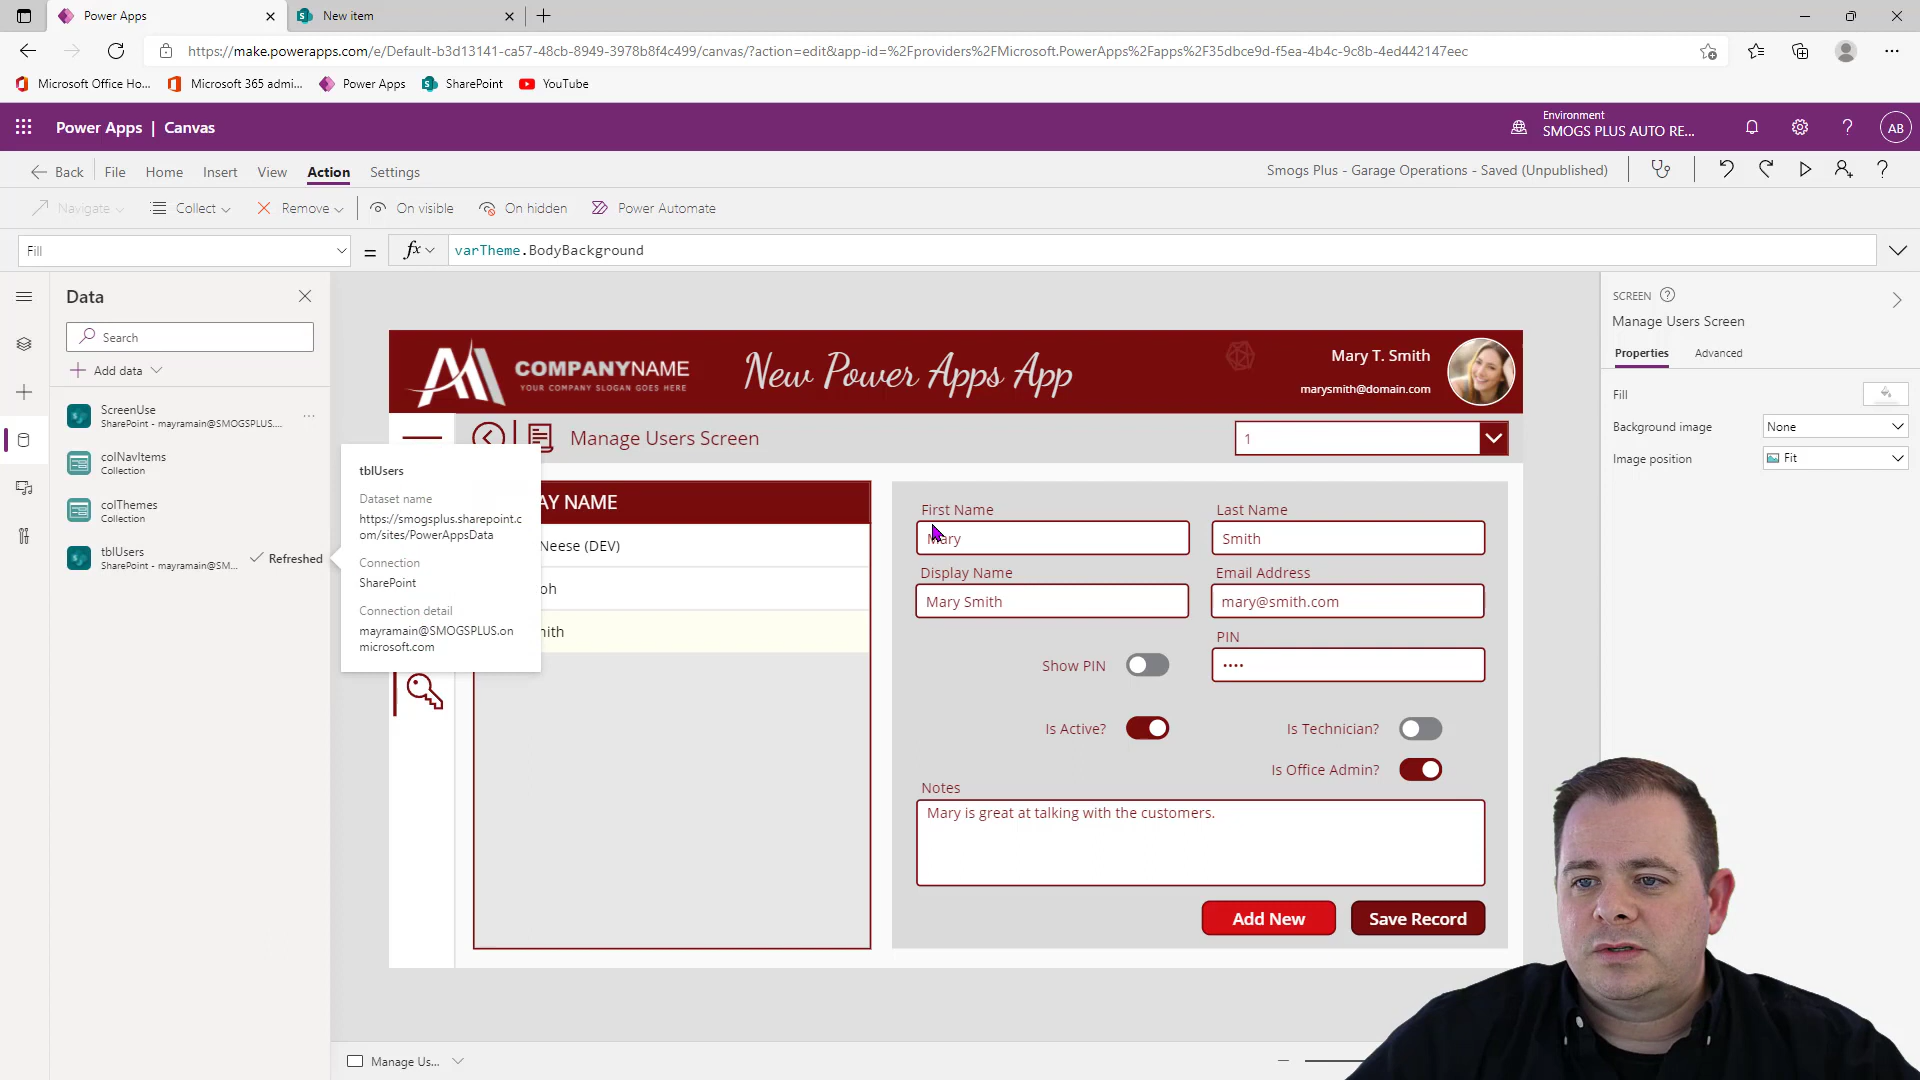 Power Apps
New item
https://make.powerapps.com/e/Default-b3d13141-ca57-48cb-8949-3978b8f4c499/canvas/?action=edit&app-id=%2Fproviders%2FMicrosoft.PowerApps%2Fapps%2F35dbce9d-f5ea-4b4c-9c8b-4ed442147eec
Microsoft Office Ho...
Microsoft 365 admi...
Power Apps
SharePoint
YouTube
Power Apps | Canvas
Environment
SMOGS PLUS AUTO RE...
AB
Back
File
Home
Insert
View
Action
Settings
Smogs Plus - Garage Operations - Saved (Unpublished)
Navigate
Collect
Remove
On visible
On hidden
Power Automate
Fill
=
fx
varTheme.BodyBackground
Data
Search
Add data
ScreenUse
SharePoint - mayramain@SMOGSPLUS....
colNavItems
Collection
colThemes
Collection
tblUsers
SharePoint - mayramain@SM...
Refreshed
tblUsers
Dataset name
https://smogsplus.sharepoint.c
om/sites/PowerAppsData
Connection
SharePoint
Connection detail
mayramain@SMOGSPLUS.on
microsoft.com
COMPANYNAME
YOUR COMPANY SLOGAN GOES HERE
New Power Apps App
Mary T. Smith
marysmith@domain.com
Manage Users Screen
1
AY NAME
Neese (DEV)
oh
mith
First Name
Mary
Last Name
Smith
Display Name
Mary Smith
Email Address
mary@smith.com
PIN
••••
Show PIN
Is Active?
Is Technician?
Is Office Admin?
Notes
Mary is great at talking with the customers.
Add New
Save Record
SCREEN
Manage Users Screen
Properties
Advanced
Fill
Background image
None
Image position
Fit
Manage Us...